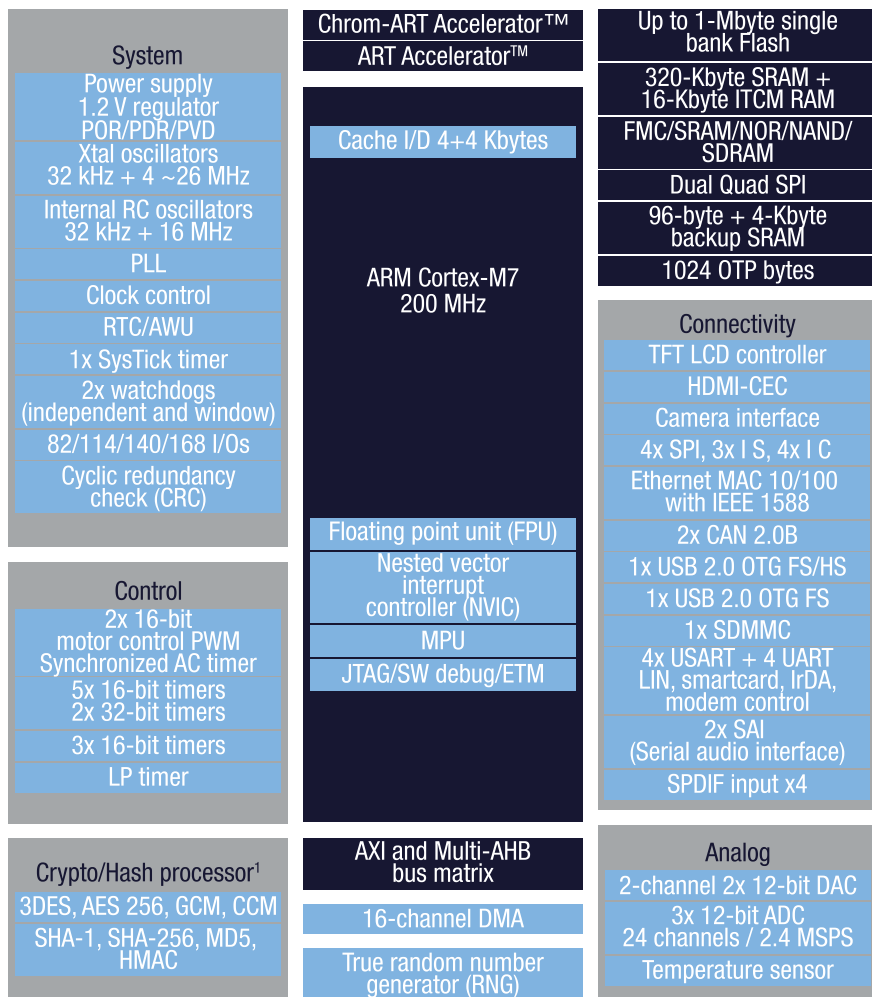 System
Power supply
1.2 V regulator
POR/PDR/PVD
Xtal oscillators
32 kHz + 4 ~26 MHz
Internal RC oscillators
32 kHz + 16 MHz
PLL
Clock control
RTC/AWU
1x SysTick timer
2x watchdogs
(independent and window)
82/114/140/168 I/Os
Cyclic redundancy
check (CRC)
Control
2x 16-bit
motor control PWM
Synchronized AC timer
5x 16-bit timers
2x 32-bit timers
3x 16-bit timers
LP timer
Crypto/Hash processor¹
3DES, AES 256, GCM, CCM
SHA-1, SHA-256, MD5,
HMAC
Chrom-ART Accelerator™
ART Accelerator™
Cache I/D 4+4 Kbytes
ARM Cortex-M7
200 MHz
Floating point unit (FPU)
Nested vector
interrupt
controller (NVIC)
MPU
JTAG/SW debug/ETM
AXI and Multi-AHB
bus matrix
16-channel DMA
True random number
generator (RNG)
Up to 1-Mbyte single
bank Flash
320-Kbyte SRAM +
16-Kbyte ITCM RAM
FMC/SRAM/NOR/NAND/
SDRAM
Dual Quad SPI
96-byte + 4-Kbyte
backup SRAM
1024 OTP bytes
Connectivity
TFT LCD controller
HDMI-CEC
Camera interface
4x SPI, 3x I S, 4x I C
Ethernet MAC 10/100
with IEEE 1588
2x CAN 2.0B
1x USB 2.0 OTG FS/HS
1x USB 2.0 OTG FS
1x SDMMC
4x USART + 4 UART
LIN, smartcard, IrDA,
modem control
2x SAI
(Serial audio interface)
SPDIF input x4
Analog
2-channel 2x 12-bit DAC
3x 12-bit ADC
24 channels / 2.4 MSPS
Temperature sensor